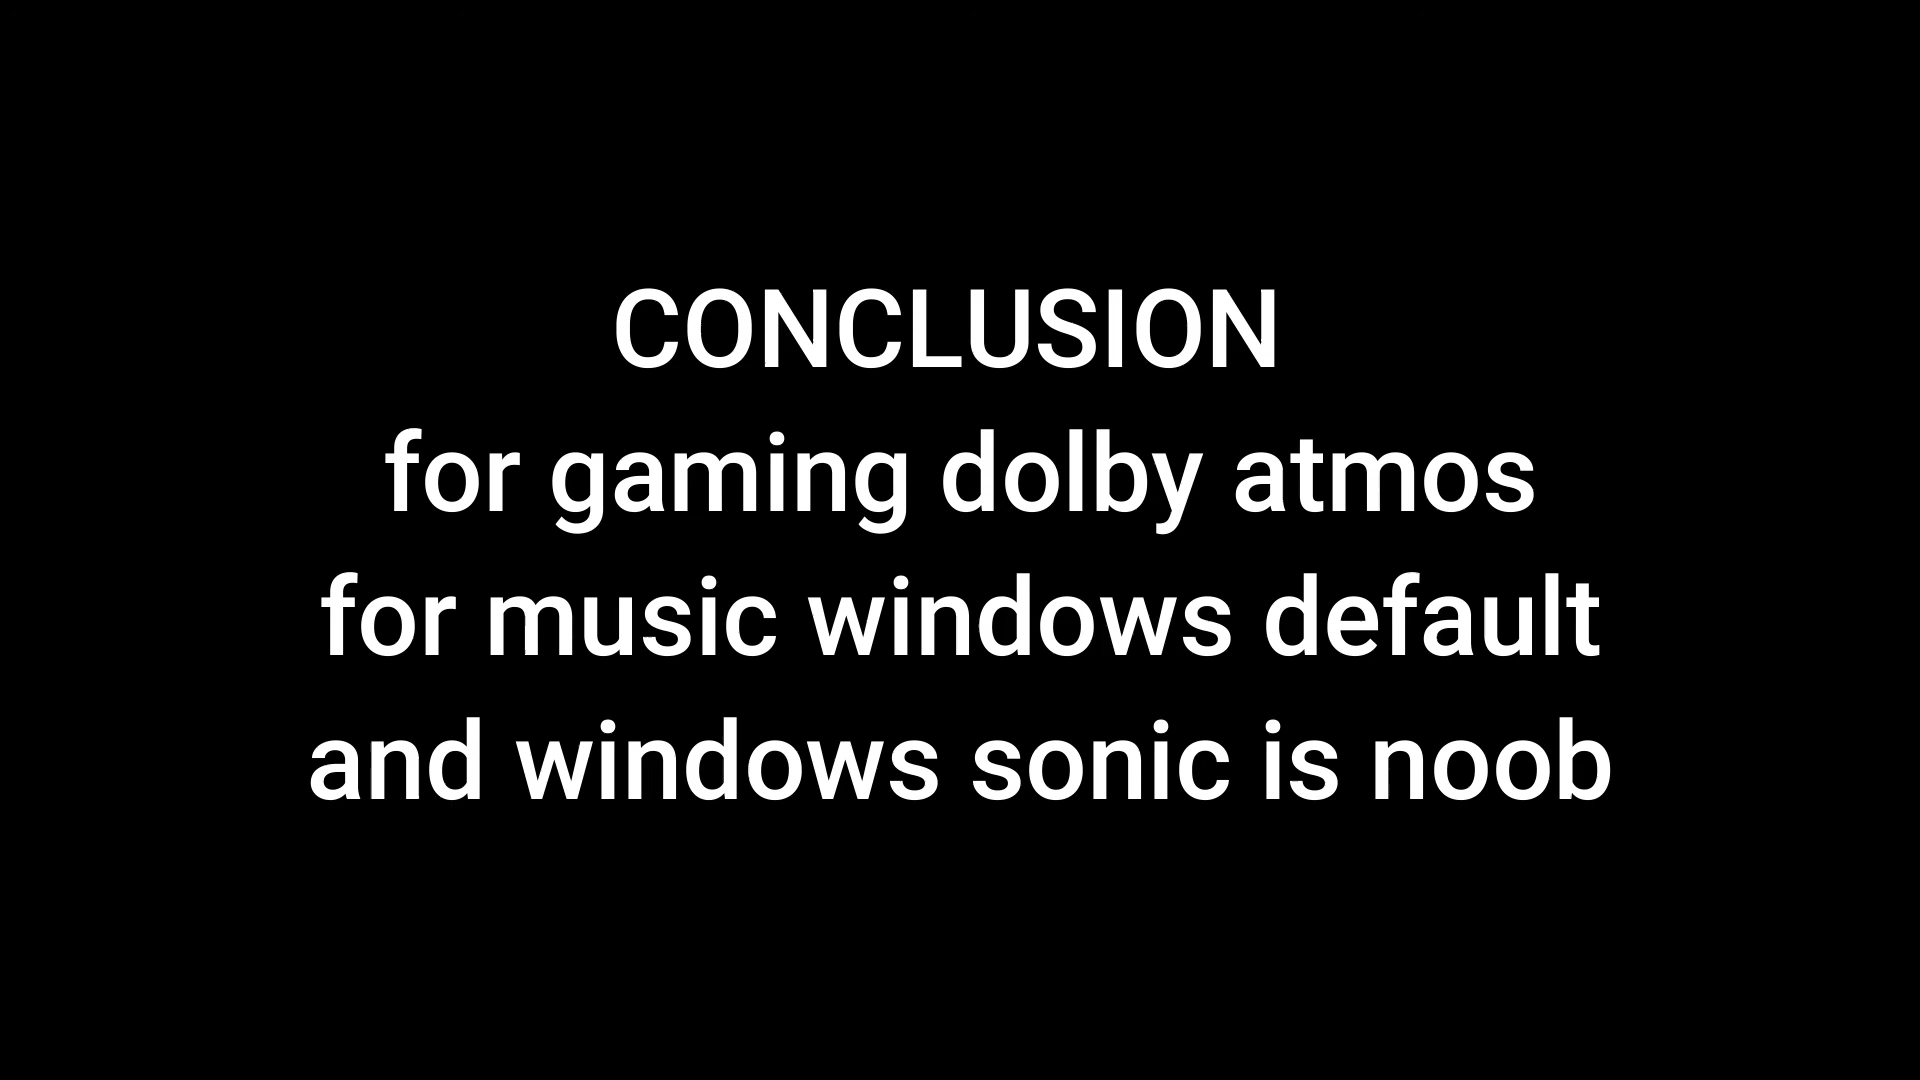 CONCLUSION
for gaming dolby atmos
for music windows default
and windows sonic is noob